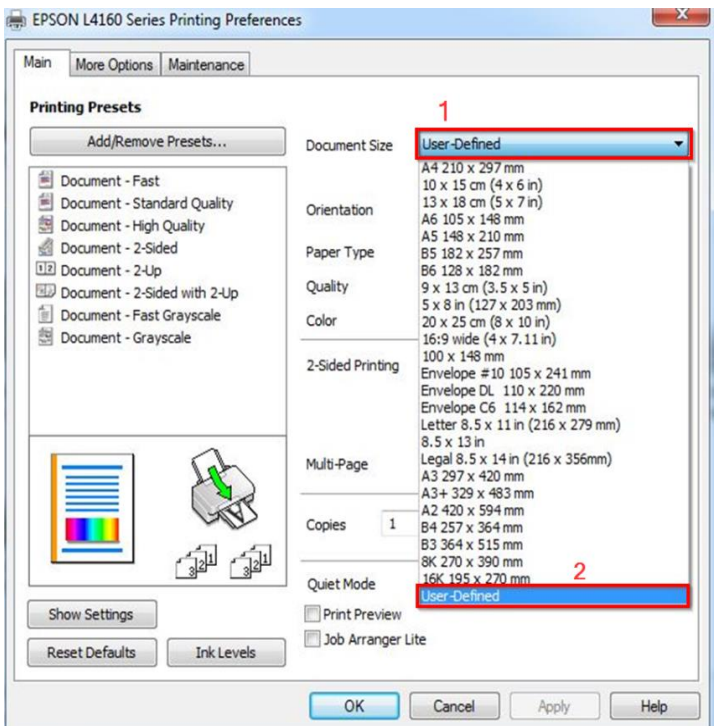 EPSON L4160 Series Printing Preferences
Main
More Options
Maintenance
Printing Presets
Add/Remove Presets...
Document - Fast
Document - Standard Quality
Document - High Quality
Document - 2-Sided
1 2 Document - 2-Up
Document - 2-Sided with 2-Up
Document - Fast Grayscale
Document - Grayscale
3 2 1
3 2 1
Show Settings
Reset Defaults
Ink Levels
1
Document Size
User-Defined
A4 210 x 297 mm
10 x 15 cm (4 x 6 in)
13 x 18 cm (5 x 7 in)
A6 105 x 148 mm
A5 148 x 210 mm
B5 182 x 257 mm
B6 128 x 182 mm
9 x 13 cm (3.5 x 5 in)
5 x 8 in (127 x 203 mm)
20 x 25 cm (8 x 10 in)
16:9 wide (4 x 7.11 in)
100 x 148 mm
Envelope #10 105 x 241 mm
Envelope DL 110 x 220 mm
Envelope C6 114 x 162 mm
Letter 8.5 x 11 in (216 x 279 mm)
8.5 x 13 in
Legal 8.5 x 14 in (216 x 356mm)
A3 297 x 420 mm
A3+ 329 x 483 mm
A2 420 x 594 mm
B4 257 x 364 mm
B3 364 x 515 mm
8K 270 x 390 mm
16K 195 x 270 mm
2
User-Defined
Orientation
Paper Type
Quality
Color
2-Sided Printing
Multi-Page
Copies 1
Quiet Mode
Print Preview
Job Arranger Lite
OK
Cancel
Apply
Help